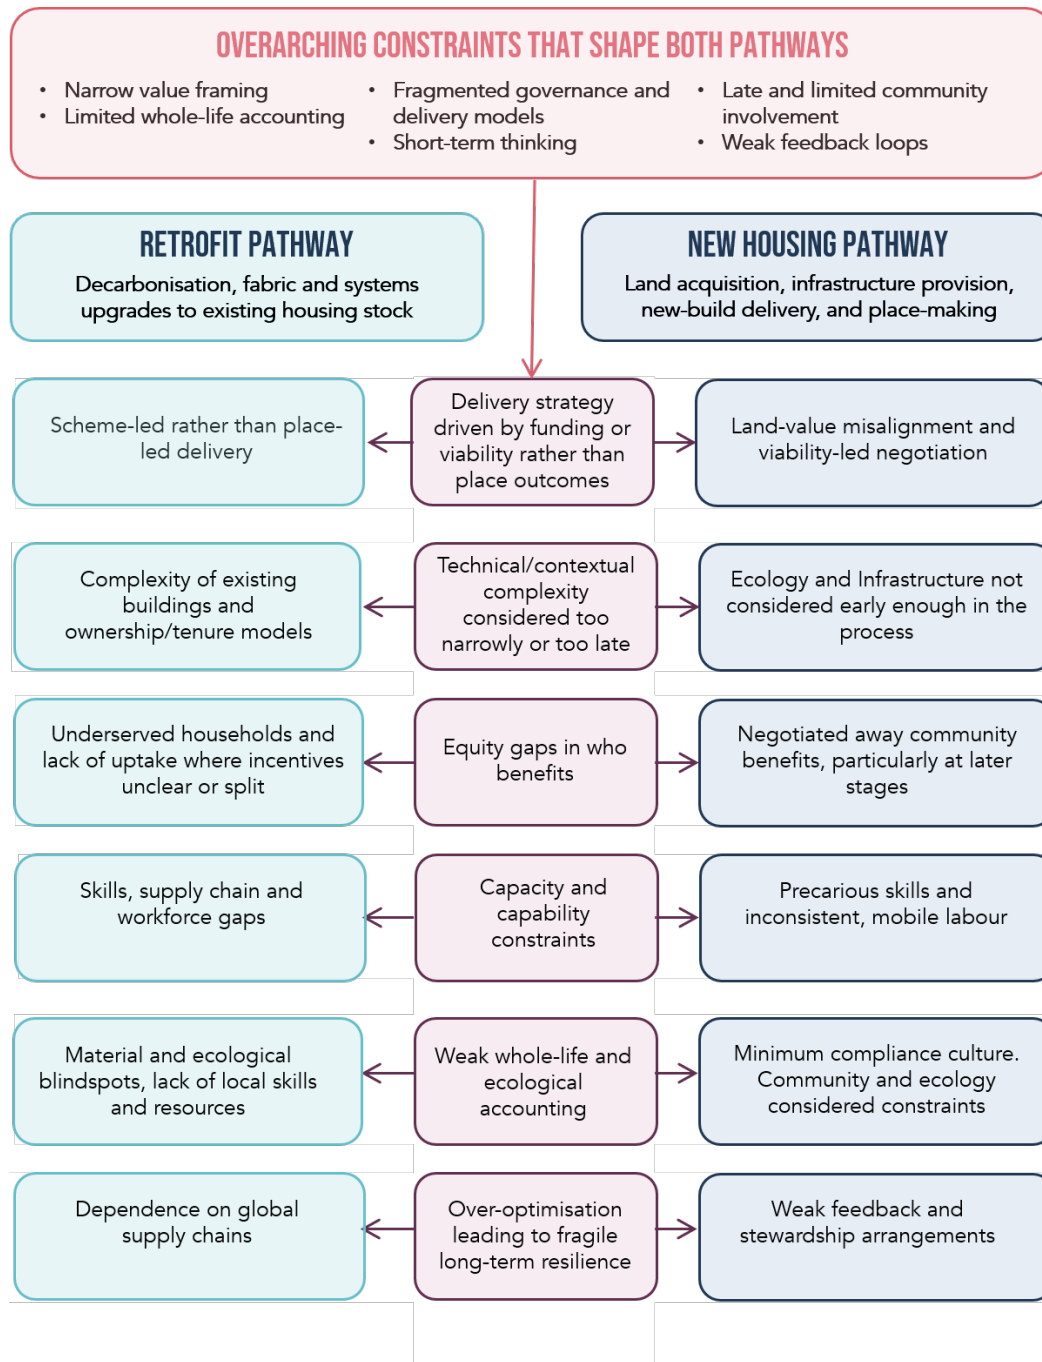 OVERARCHING CONSTRAINTS THAT SHAPE BOTH PATHWAYS
• Narrow value framing
• Limited whole-life accounting
• Fragmented governance and
delivery models
• Short-term thinking
• Late and limited community
involvement
• Weak feedback loops
RETROFIT PATHWAY
Decarbonisation, fabric and systems
upgrades to existing housing stock
NEW HOUSING PATHWAY
Land acquisition, infrastructure provision,
new-build delivery, and place-making
Scheme-led rather than place-
led delivery
Delivery strategy
driven by funding or
viability rather than
place outcomes
Land-value misalignment and
viability-led negotiation
Complexity of existing
buildings and
ownership/tenure models
Technical/contextual
complexity
considered too
narrowly or too late
Ecology and Infrastructure not
considered early enough in the
process
Underserved households and
lack of uptake where incentives
unclear or split
Equity gaps in who
benefits
Negotiated away community
benefits, particularly at later
stages
Skills, supply chain and
workforce gaps
Capacity and
capability
constraints
Precarious skills and
inconsistent, mobile labour
Material and ecological
blindspots, lack of local skills
and resources
Weak whole-life and
ecological
accounting
Minimum compliance culture.
Community and ecology
considered constraints
Dependence on global
supply chains
Over-optimisation
leading to fragile
long-term resilience
Weak feedback and
stewardship arrangements